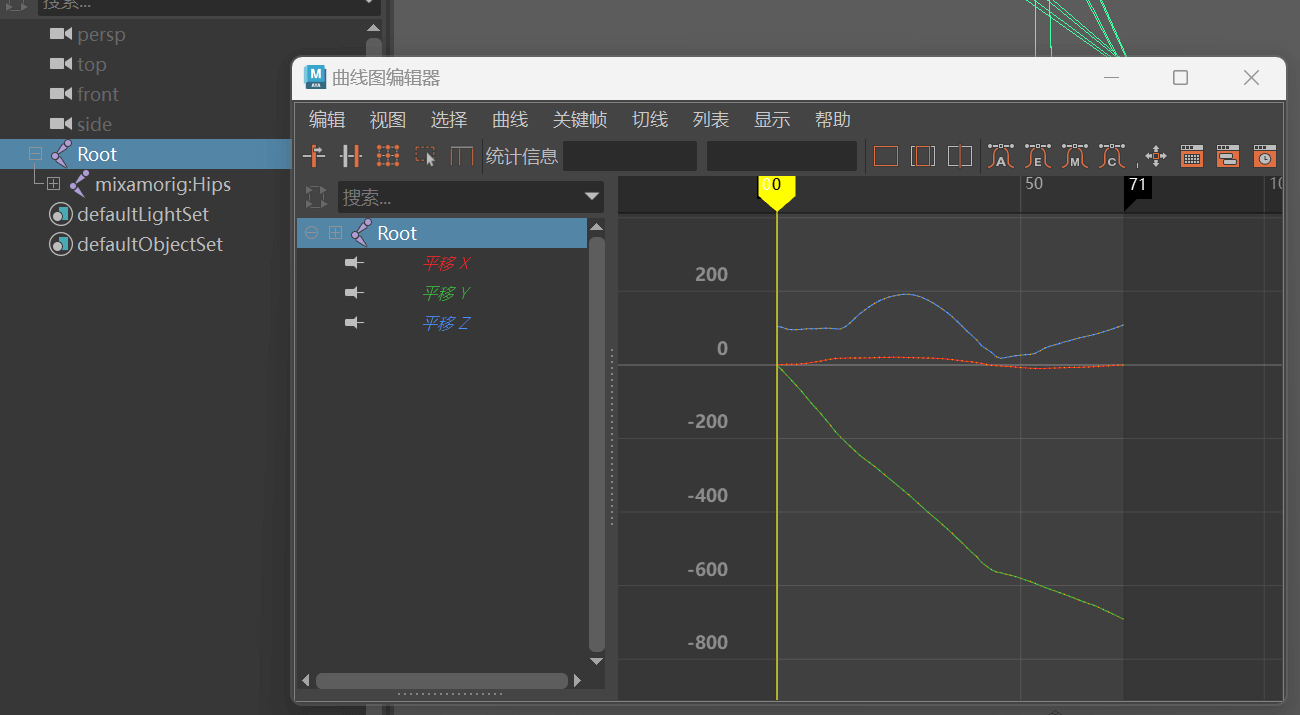 搜索...
persp
top
front
side
Root
mixamorig:Hips
defaultLightSet
defaultObjectSet
M
曲线图编辑器
编辑 视图 选择 曲线 关键帧 切线 列表 显示 帮助
统计信息
A E M C
搜索...
Root
平移 X
平移 Y
平移 Z
0 50 71 10
200
0
-200
-400
-600
-800